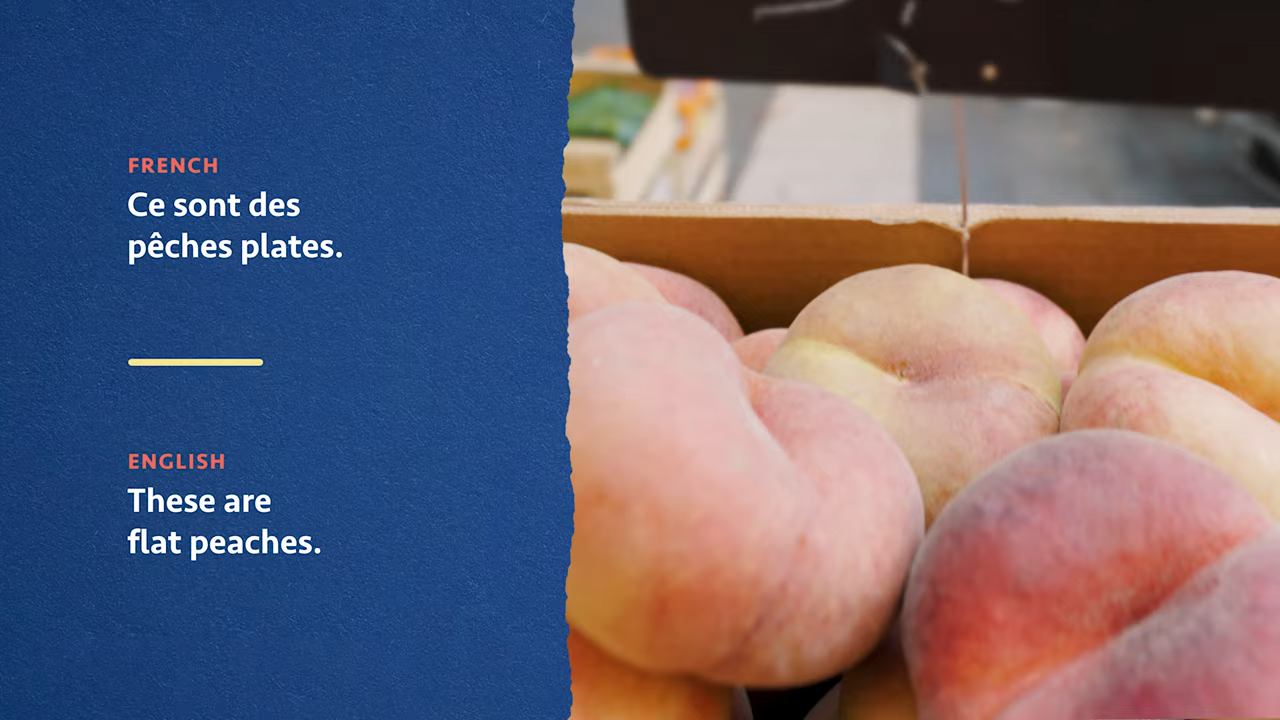 FRENCH
Ce sont des
pêches plates.
ENGLISH
These are
flat peaches.